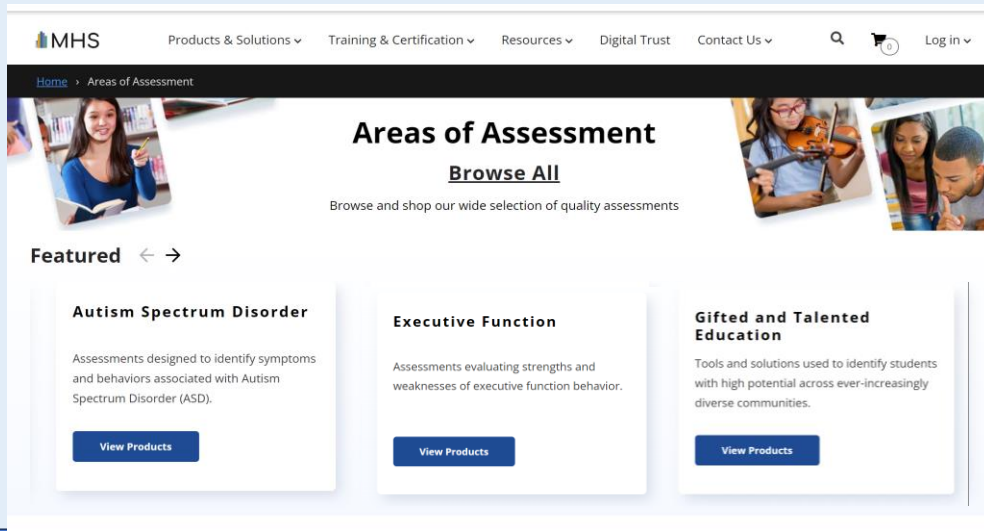 MHS Products & Solutions Training & Certification Resources Digital Trust Contact Us 0 Log in
Home › Areas of Assessment
Areas of Assessment
Browse All
Browse and shop our wide selection of quality assessments
Featured ← →
Autism Spectrum Disorder
Assessments designed to identify symptoms
and behaviors associated with Autism
Spectrum Disorder (ASD).
View Products
Executive Function
Assessments evaluating strengths and
weaknesses of executive function behavior.
View Products
Gifted and Talented
Education
Tools and solutions used to identify students
with high potential across ever-increasingly
diverse communities.
View Products